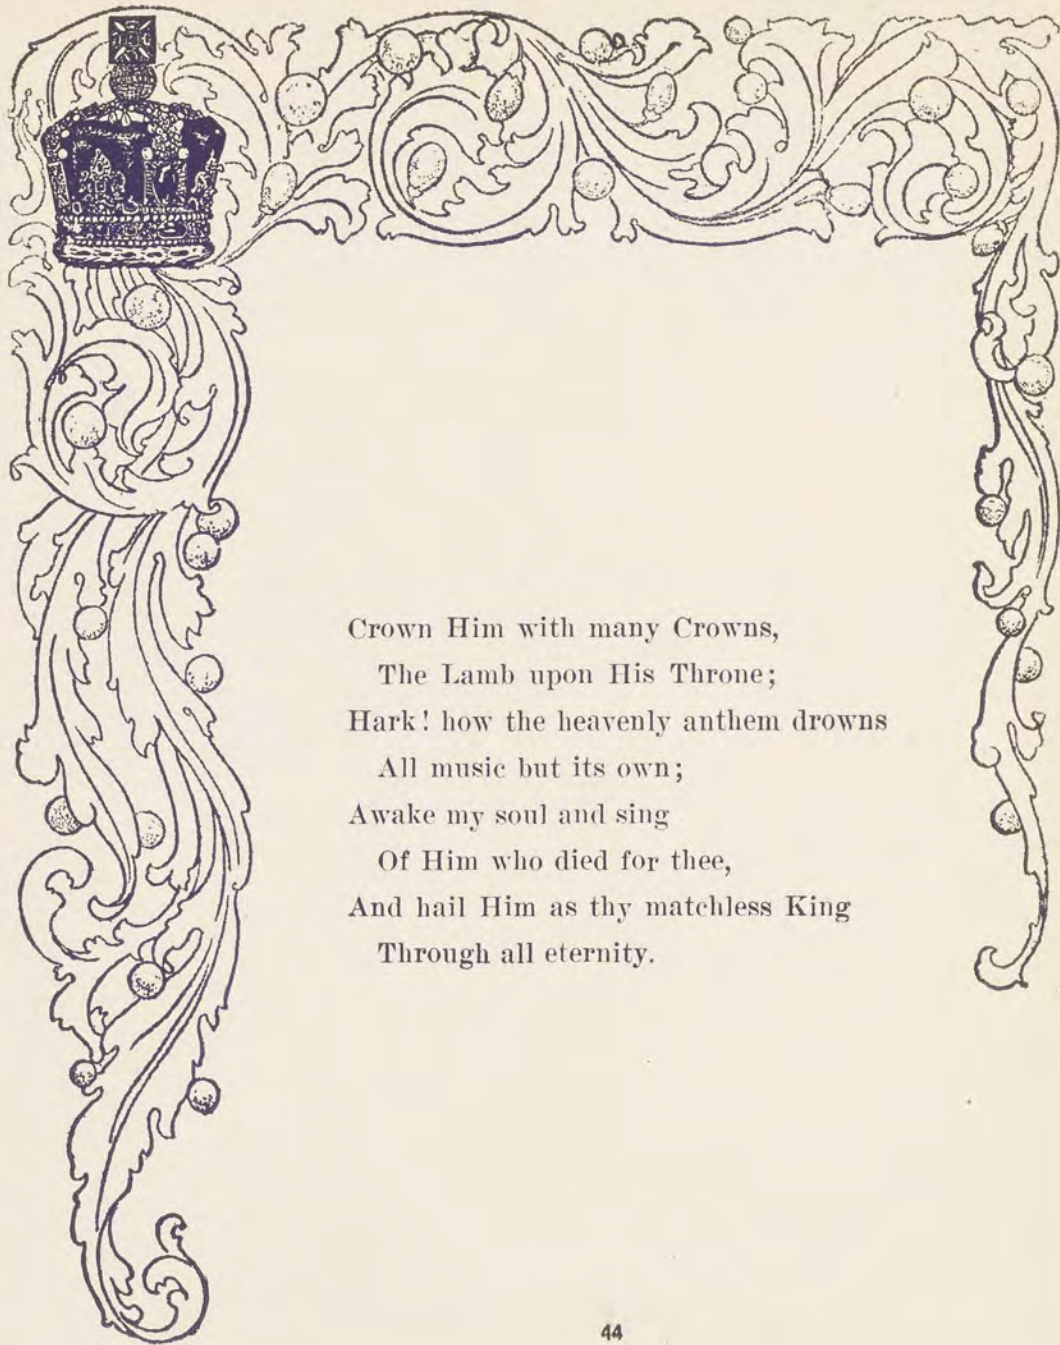 Crown Him with many Crowns,
The Lamb upon His Throne;
Hark! how the heavenly anthem drowns
All music but its own;
Awake my soul and sing
Of Him who died for thee,
And hail Him as thy matchless King
Through all eternity.
44